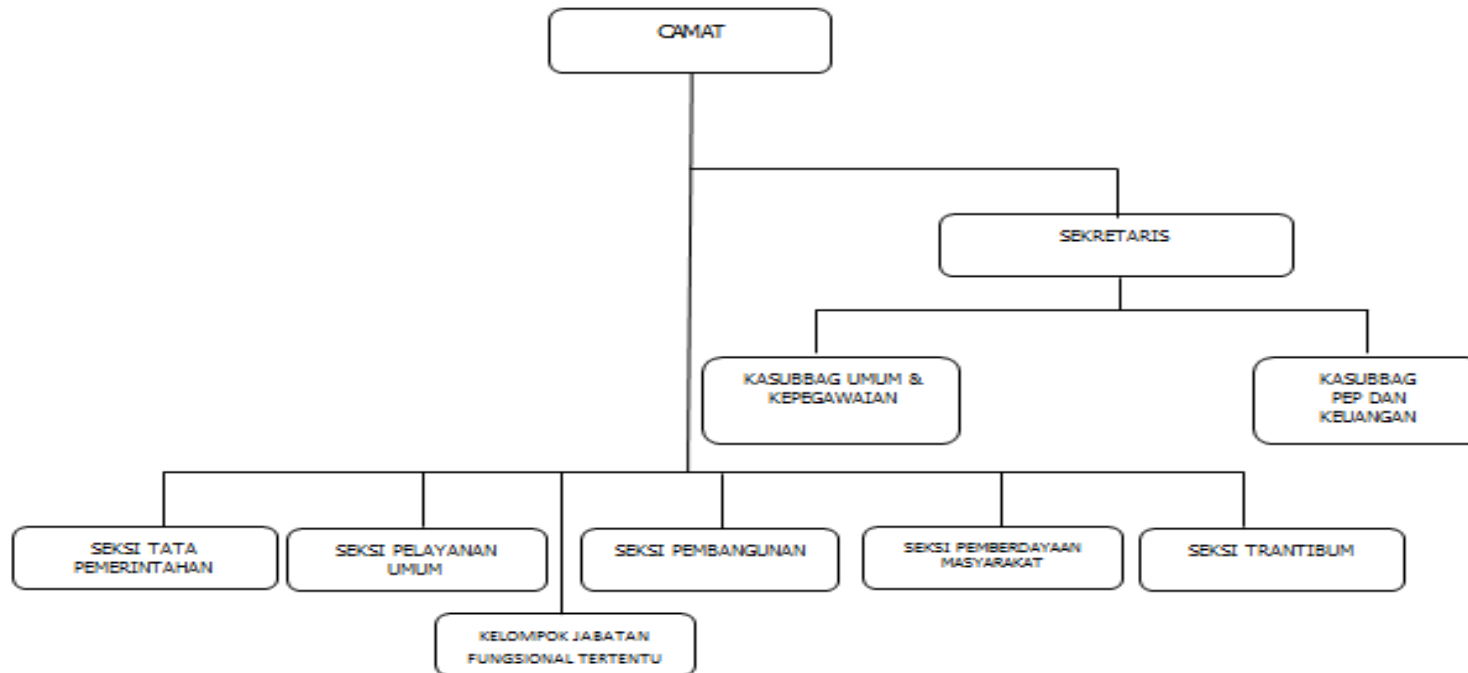 CAMAT
SEKRETARIS
KASUBBAG UMUM &
KEPEGAWAIAN
KASUBBAG
PEP DAN
KEUANGAN
SEKSI TATA
PEMERINTAHAN
SEKSI PELAYANAN
UMUM
SEKSI PEMBANGUNAN
SEKSI PEMBERDAYAAN
MASYARAKAT
SEKSI TRANTIBUM
KELOMPOK JABATAN
FUNGSIONAL TERTENTU